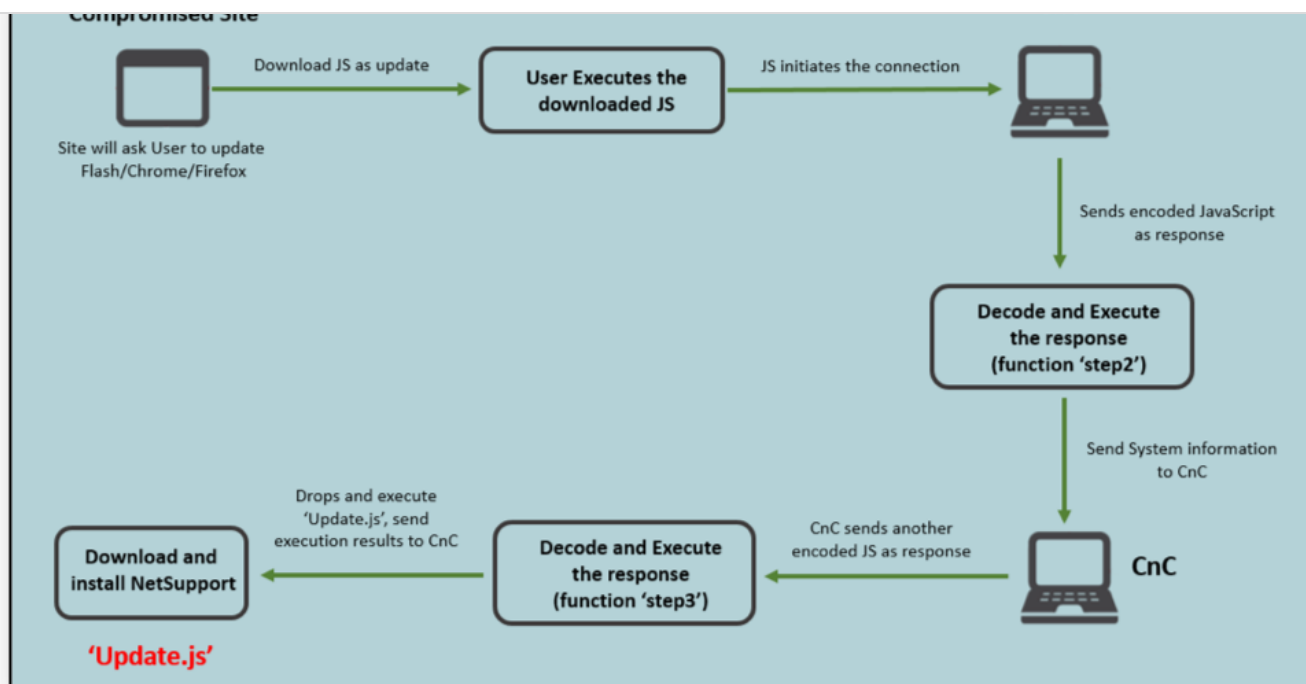 Compromised Site
Download JS as update
User Executes the
downloaded JS
JS initiates the connection
Site will ask User to update
Flash/Chrome/Firefox
Sends encoded JavaScript
as response
Decode and Execute
the response
(function ‘step2’)
Send System information
to CnC
CnC
CnC sends another
encoded JS as response
Decode and Execute
the response
(function ‘step3’)
Drops and execute
‘Update.js’, send
execution results to CnC
Download and
install NetSupport
‘Update.js’